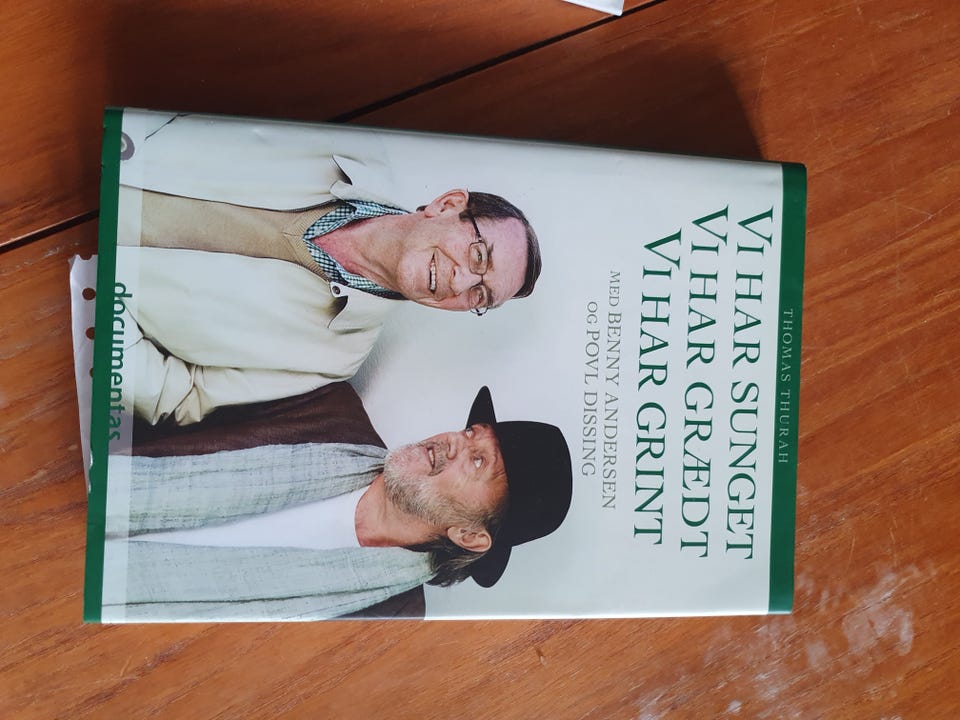 THOMAS THURAH
VI HAR SUNGET
VI HAR GRÆDT
VI HAR GRINT
MED BENNY ANDERSEN
OG POVL DISSING
documentas